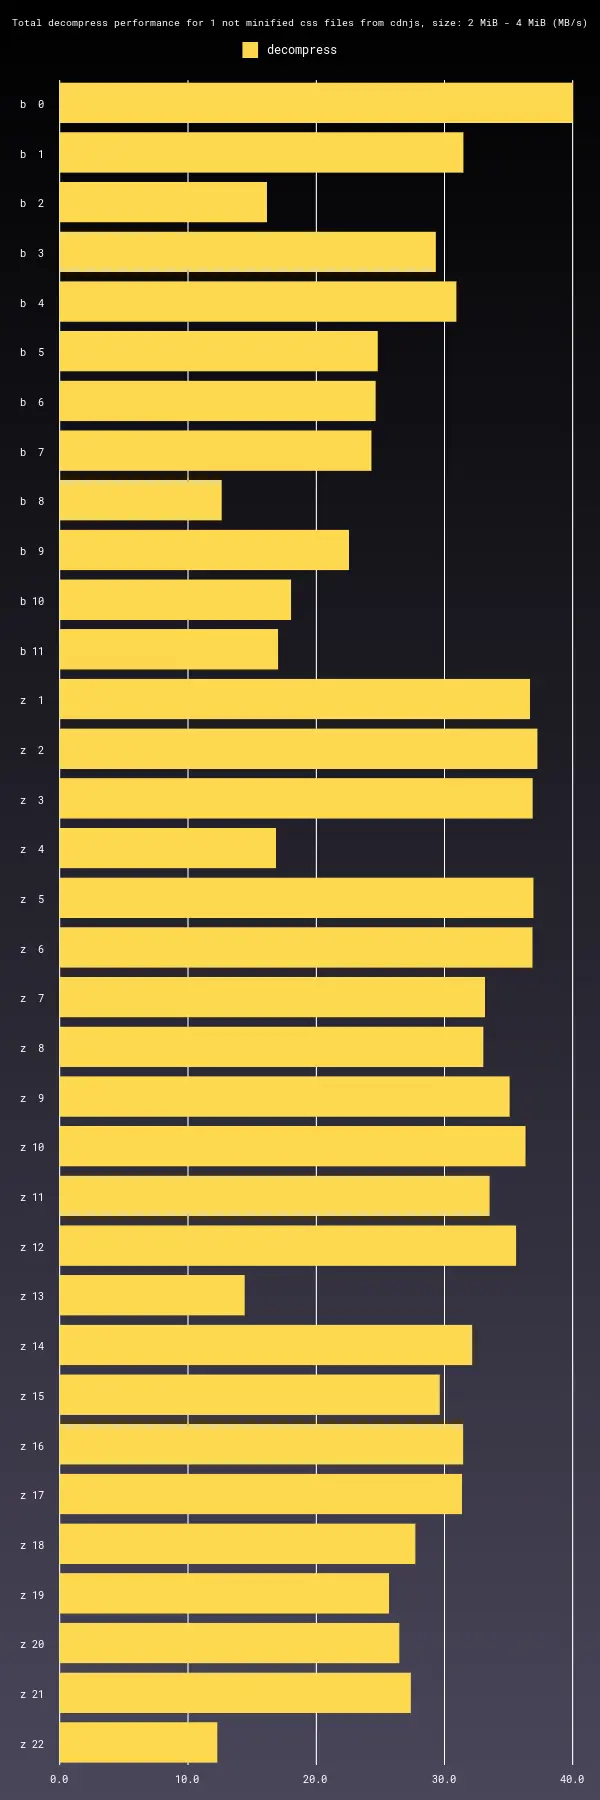 Total decompress performance for 1 not minified css files from cdnjs, size: 2 MiB - 4 MiB (MB/s)
decompress
b 0
b 1
b 2
b 3
b 4
b 5
b 6
b 7
b 8
b 9
b 10
b 11
z 1
z 2
z 3
z 4
z 5
z 6
z 7
z 8
z 9
z 10
z 11
z 12
z 13
z 14
z 15
z 16
z 17
z 18
z 19
z 20
z 21
z 22
0.0 10.0 20.0 30.0 40.0